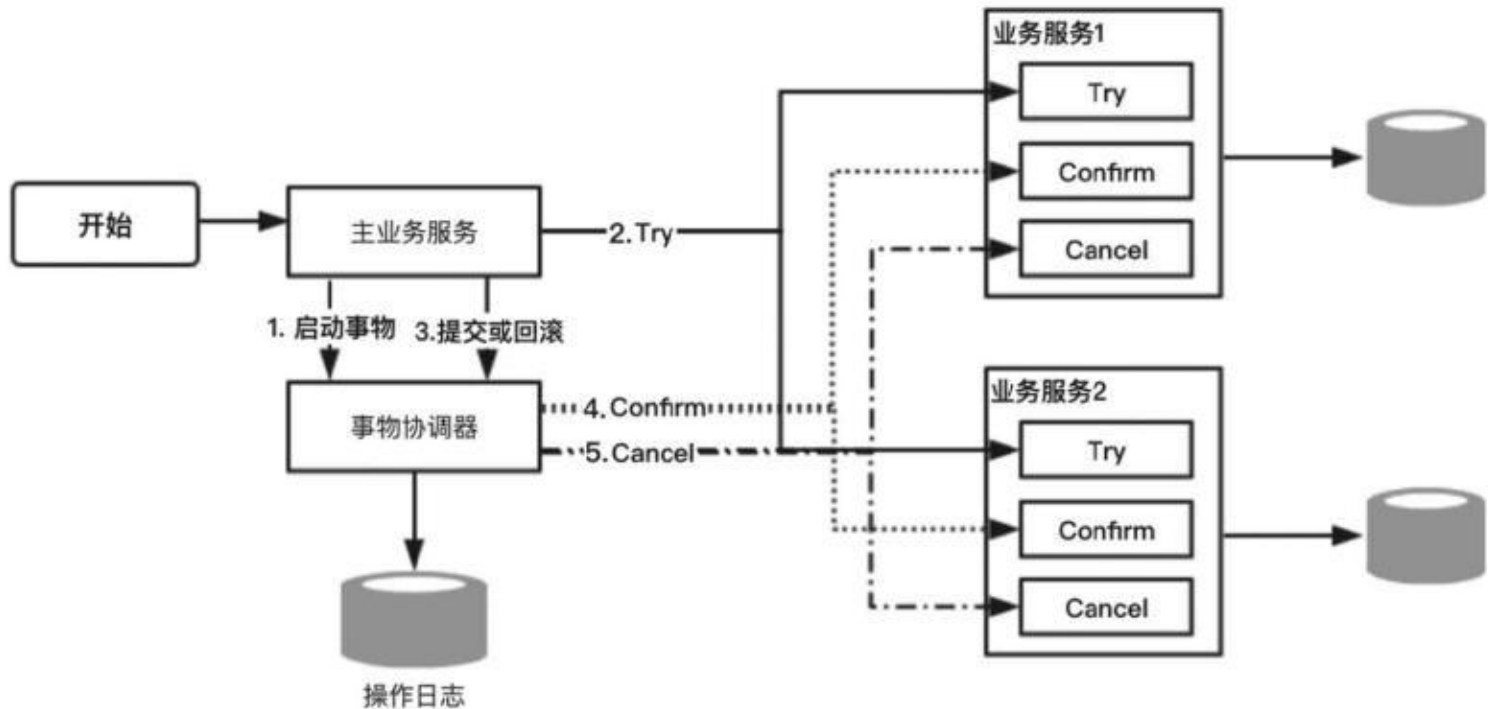 业务服务1
Try
Confirm
Cancel
开始
主业务服务
2.Try
1. 启动事物
3.提交或回滚
事物协调器
4.Confirm
5.Cancel
操作日志
业务服务2
Try
Confirm
Cancel